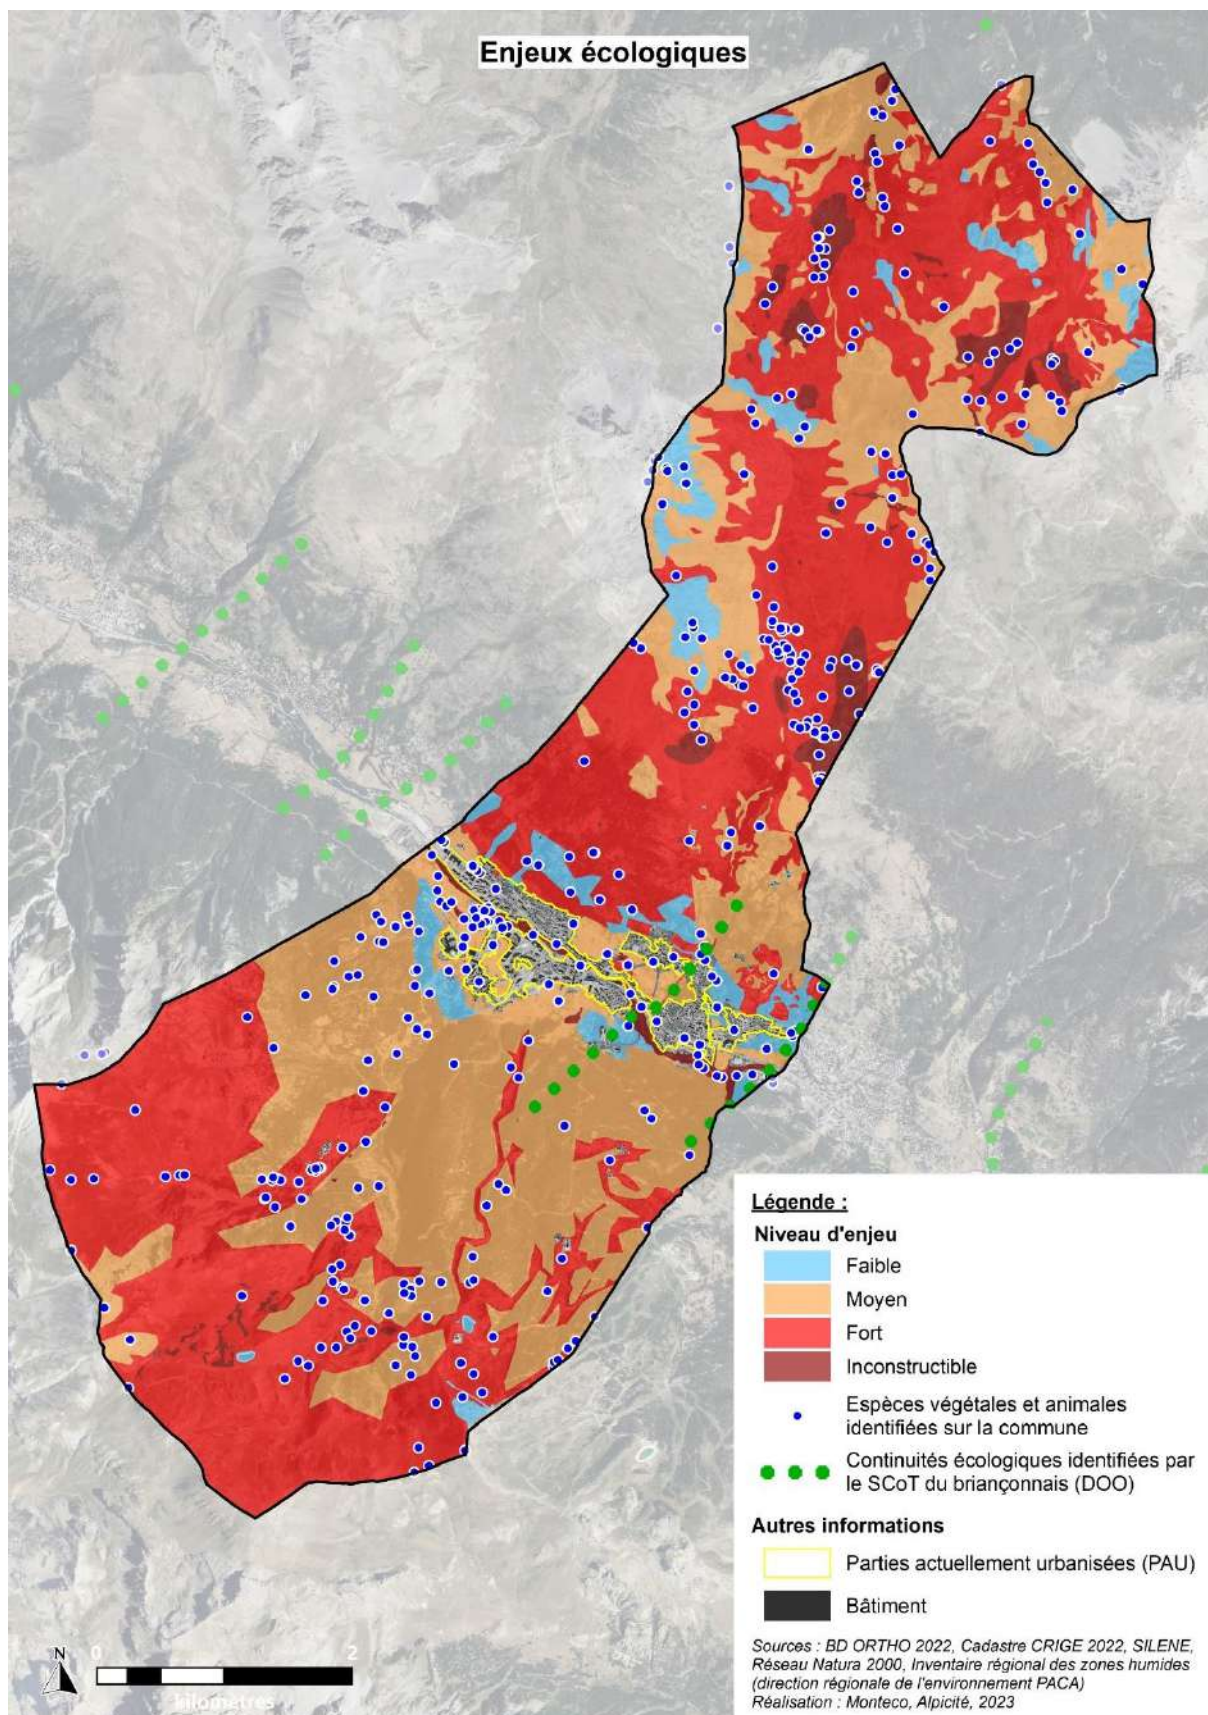 Enjeux écologiques
Légende :
Niveau d'enjeu
Faible
Moyen
Fort
Inconstructible
Espèces végétales et animales
identifiées sur la commune
Continuités écologiques identifiées par
le SCoT du briançonnais (DOO)
Autres informations
Parties actuellement urbanisées (PAU)
Bâtiment
Sources : BD ORTHO 2022, Cadastre CRIGE 2022, SILENE,
Réseau Natura 2000, Inventaire régional des zones humides
(direction régionale de l'environnement PACA)
Réalisation : Monteco, Alpicité, 2023
N
0 2
kilomètres